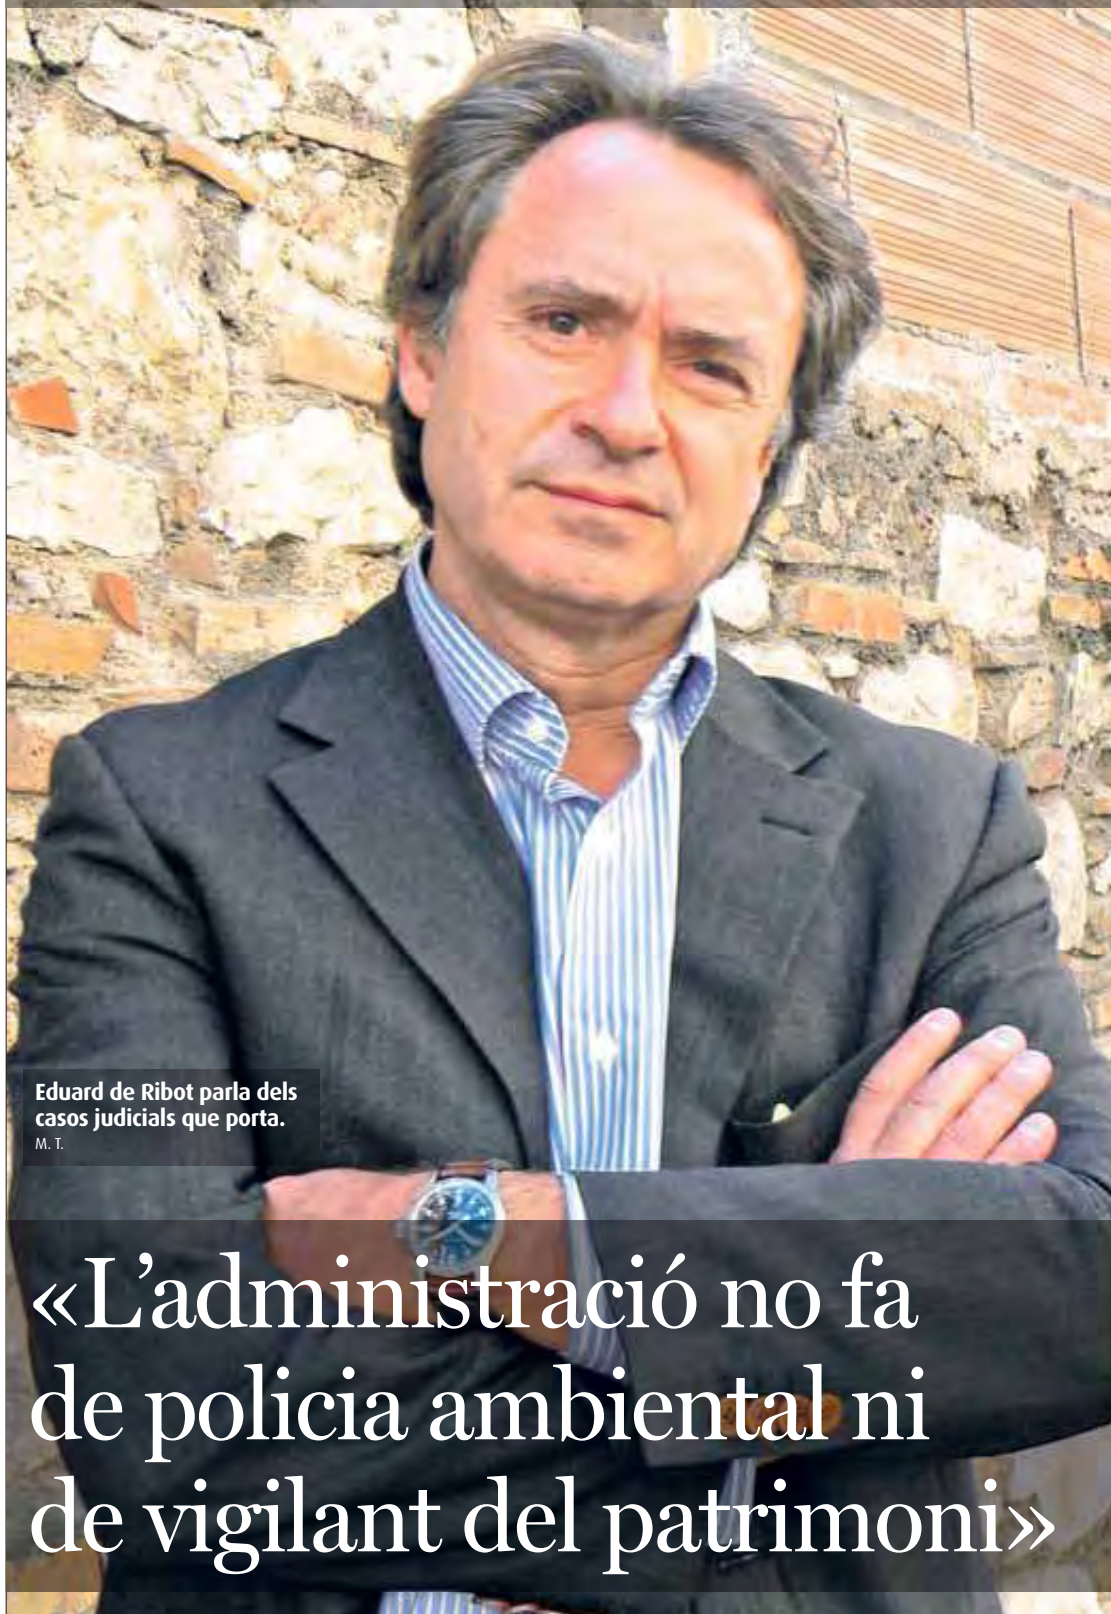 Eduard de Ribot parla dels
casos judicials que porta.
M. T.
«L’administració no fa
de policia ambiental ni
de vigilant del patrimoni»